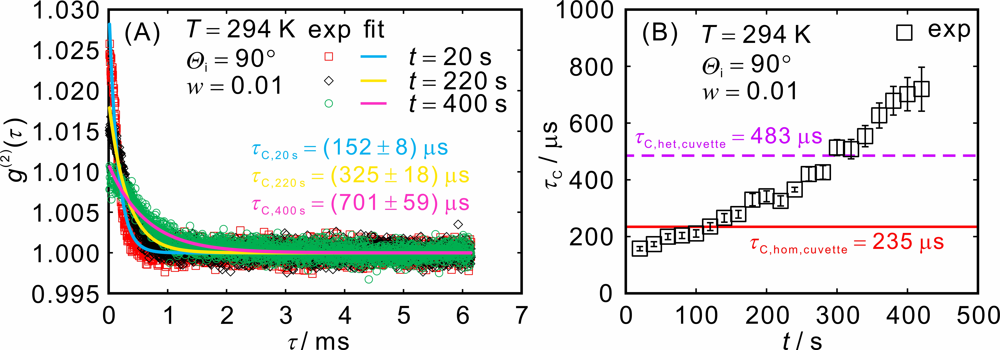 (A)
T = 294 K
Θi = 90°
w = 0.01
exp fit
t = 20 s
t = 220 s
t = 400 s
τC,20 s = (152 ± 8) μs
τC,220 s = (325 ± 18) μs
τC,400 s = (701 ± 59) μs
g(2)(τ)
1.030
1.025
1.020
1.015
1.010
1.005
1.000
0.995
0 1 2 3 4 5 6 7
τ / ms
(B)
T = 294 K
Θi = 90°
w = 0.01
exp
τC,het,cuvette = 483 μs
τC,hom,cuvette = 235 μs
τC / μs
1000
800
600
400
200
0
0 100 200 300 400 500
t / s